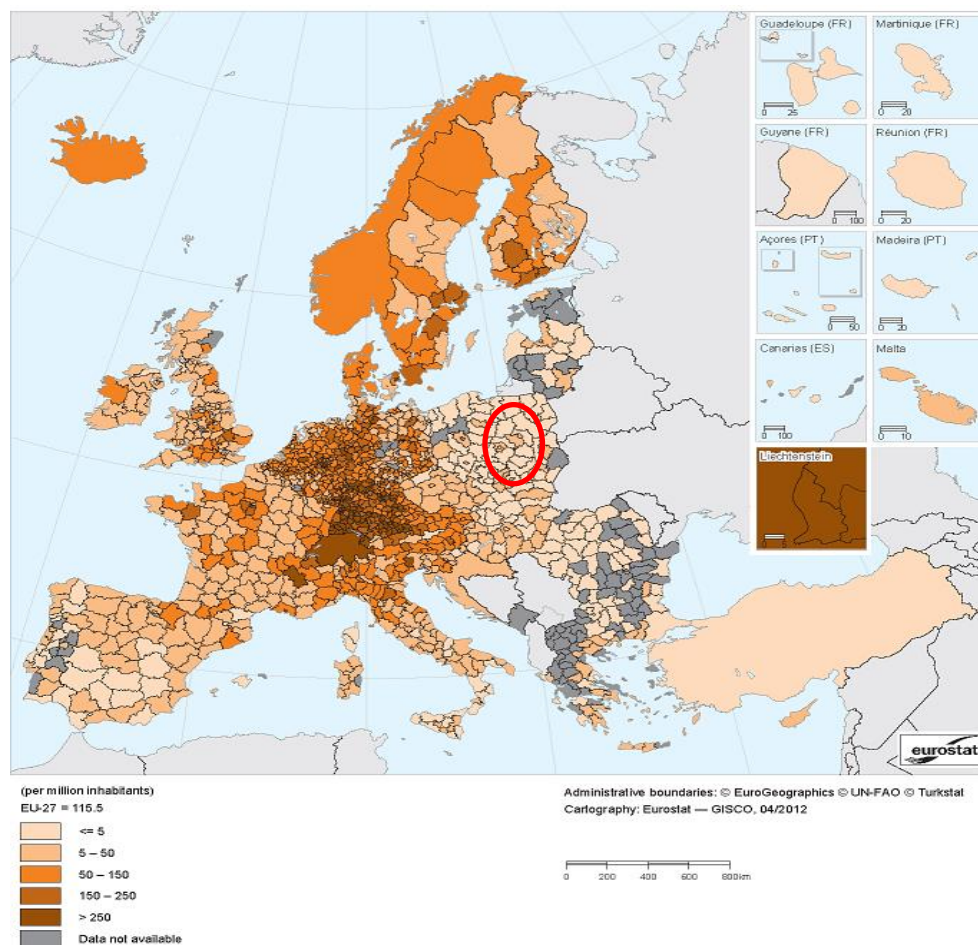 Guadeloupe (FR)
0 25
Martinique (FR)
0 20
Guyane (FR)
0 100
Réunion (FR)
0 20
Açores (PT)
0 50
Madeira (PT)
0 20
Canarias (ES)
0 100
Malta
0 10
Liechtenstein
eurostat
(per million inhabitants)
EU-27 = 115.5
<= 5
5 – 50
50 – 150
150 – 250
> 250
Data not available
Administrative boundaries: © EuroGeographics © UN-FAO © Turkstat
Cartography: Eurostat — GISCO, 04/2012
0 200 400 600 800km